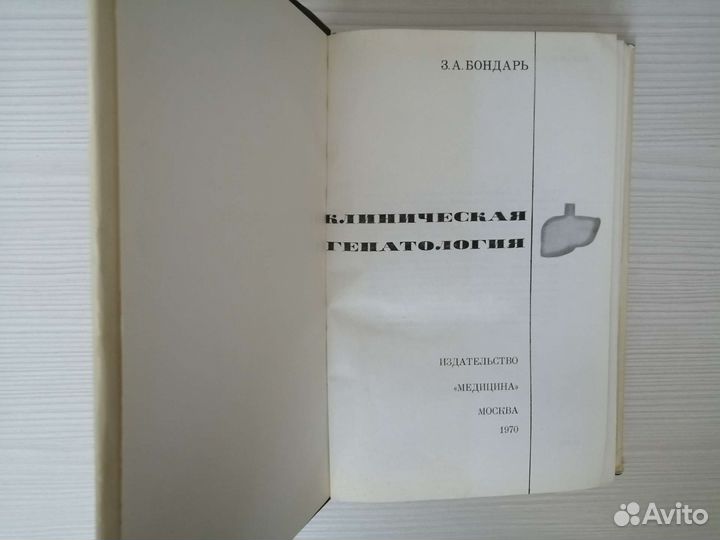 З. А. БОНДАРЬ
КЛИНИЧЕСКАЯ
ГЕПАТОЛОГИЯ
ИЗДАТЕЛЬСТВО
«МЕДИЦИНА»
МОСКВА
1970
Avito